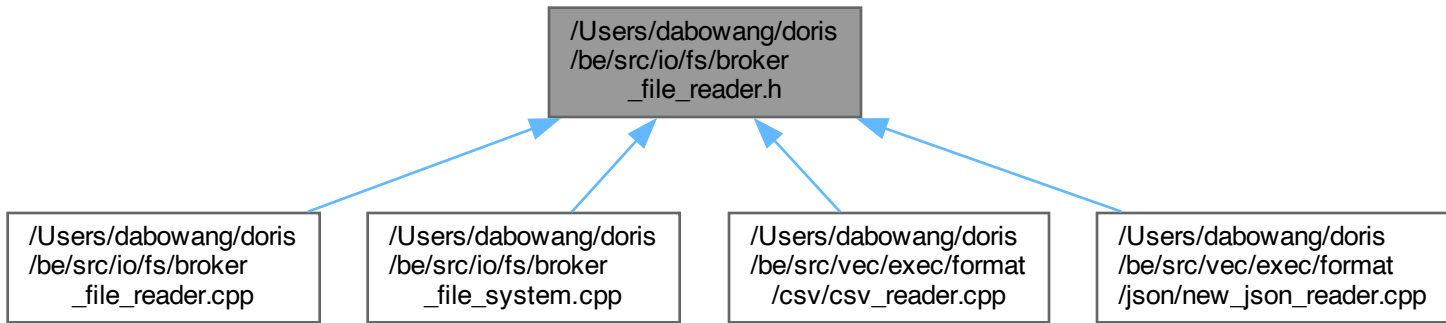 /Users/dabowang/doris
/be/src/io/fs/broker
_file_reader.h
/Users/dabowang/doris
/be/src/io/fs/broker
_file_reader.cpp
/Users/dabowang/doris
/be/src/io/fs/broker
_file_system.cpp
/Users/dabowang/doris
/be/src/vec/exec/format
/csv/csv_reader.cpp
/Users/dabowang/doris
/be/src/vec/exec/format
/json/new_json_reader.cpp